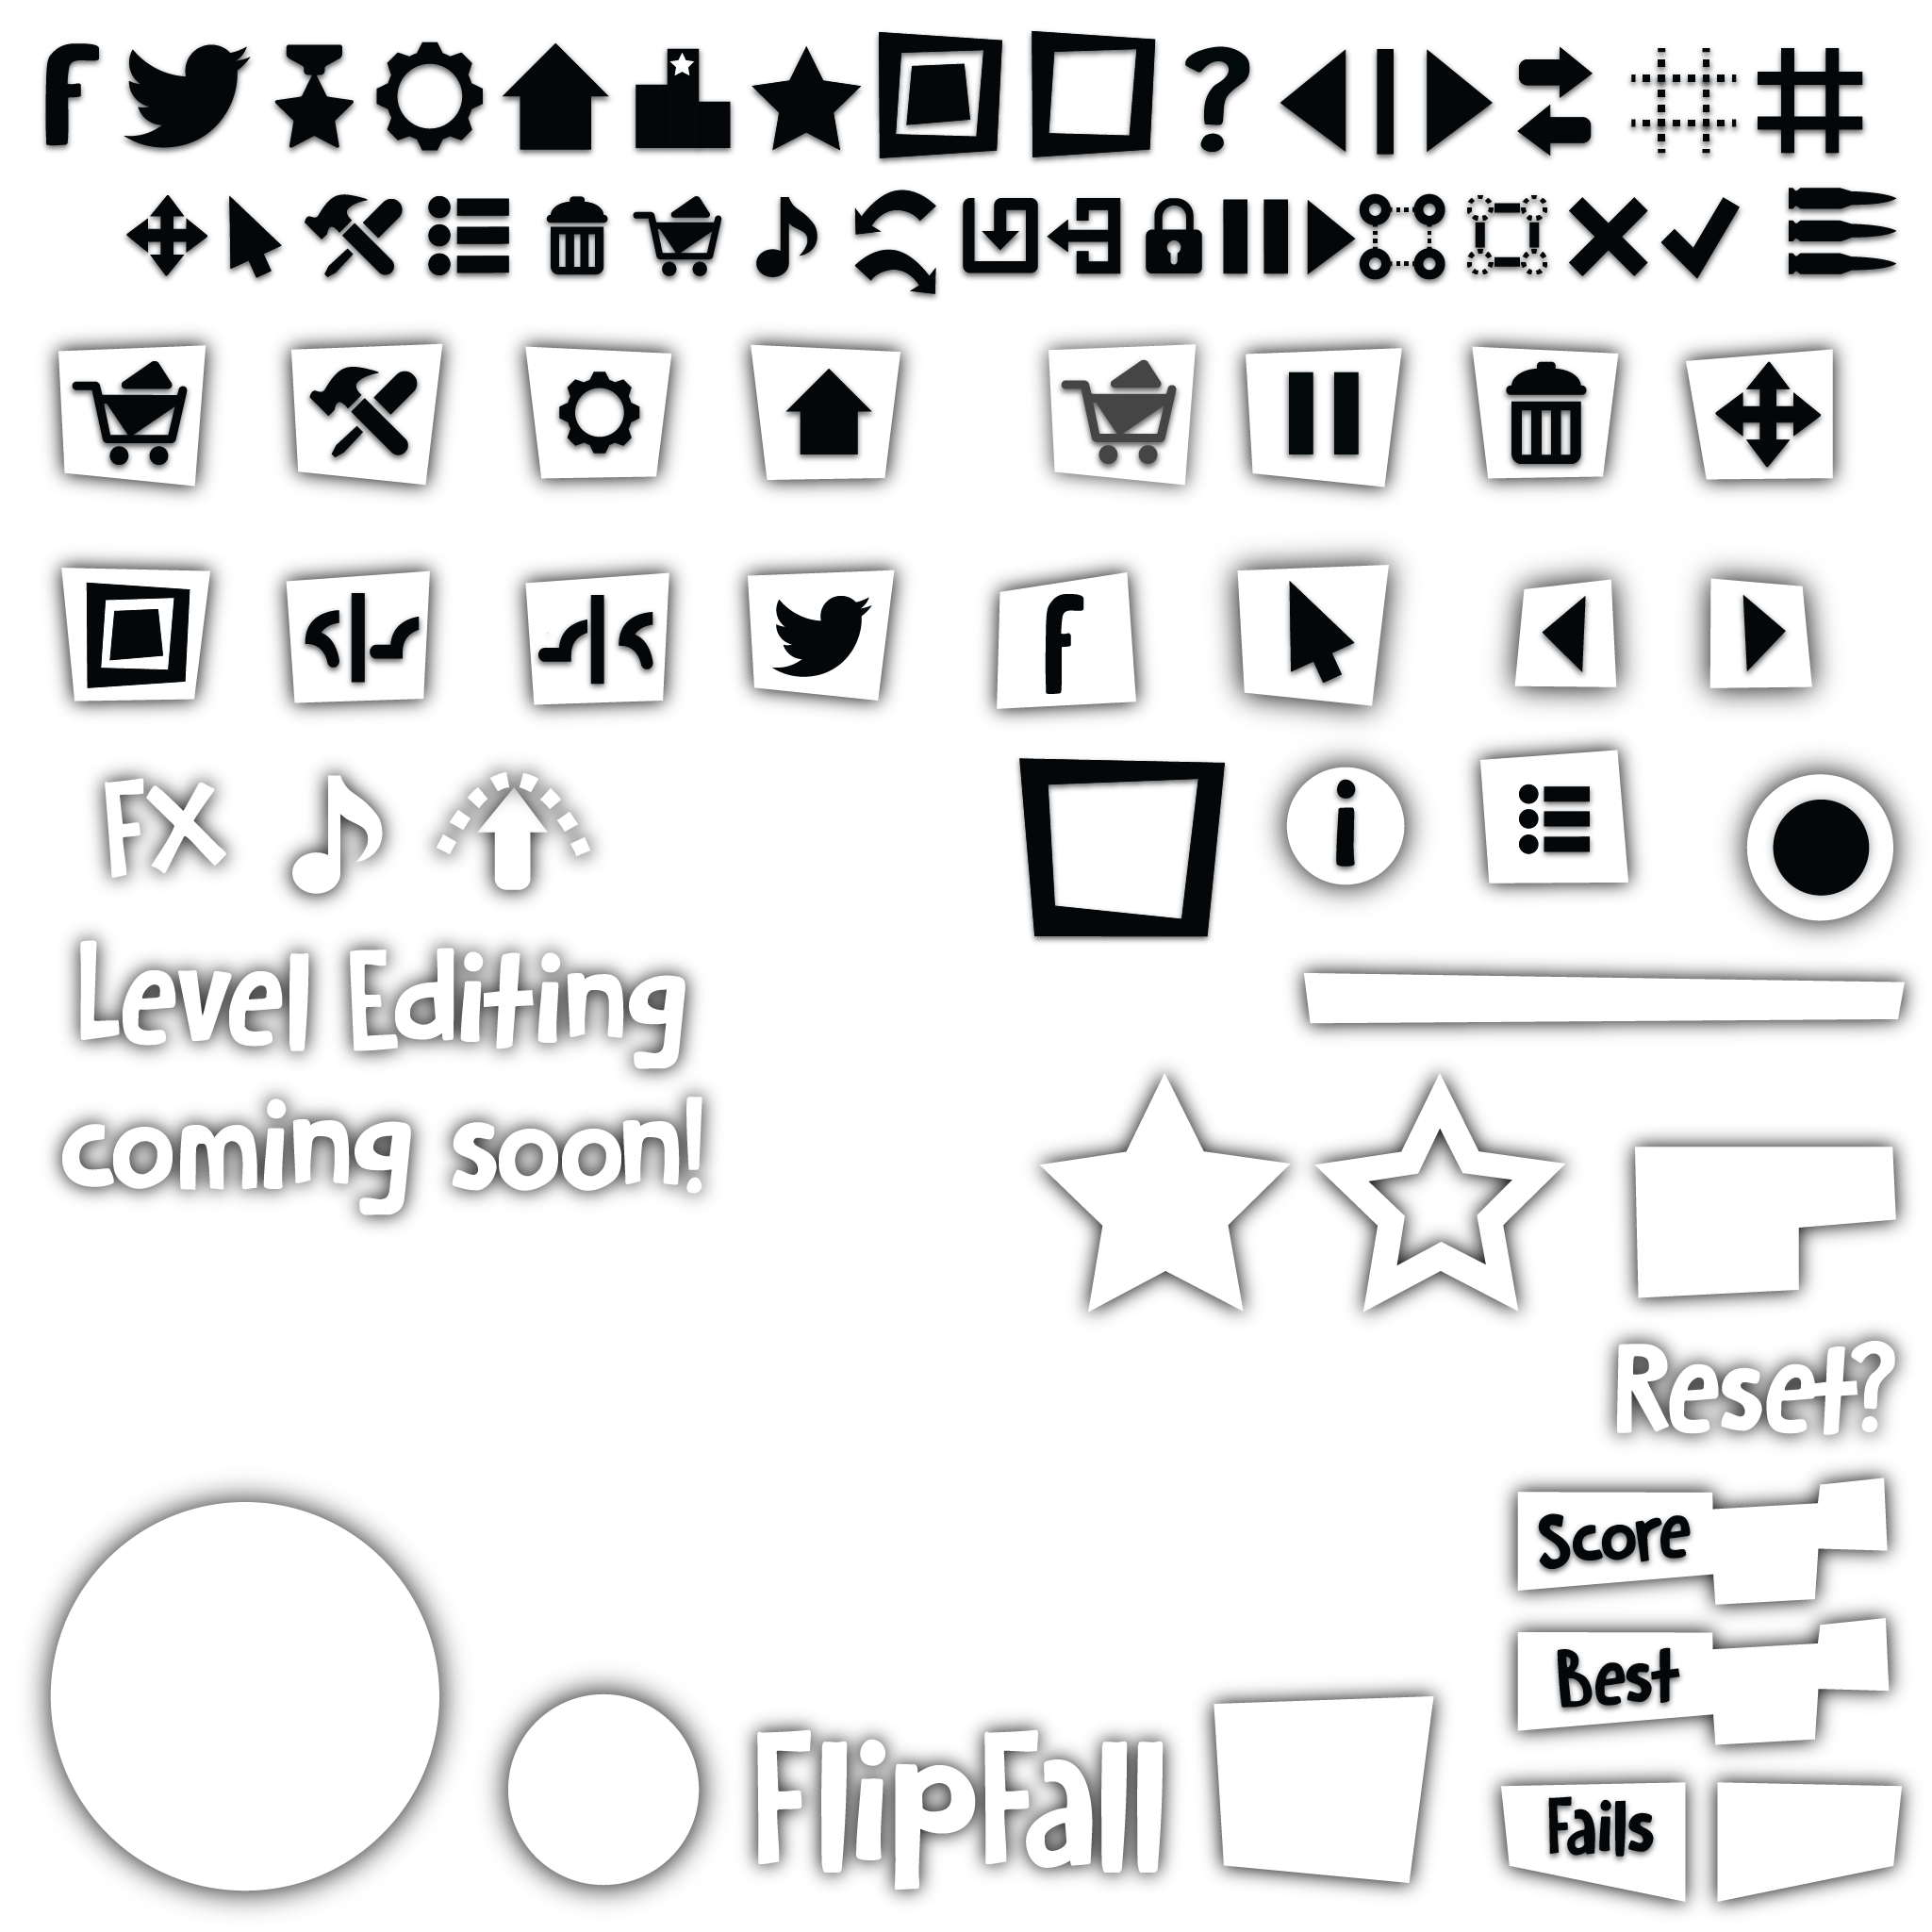 f
?
#
f
FX
i
Level Editing
coming soon!
Reset?
Score
Best
FlipFall
Fails